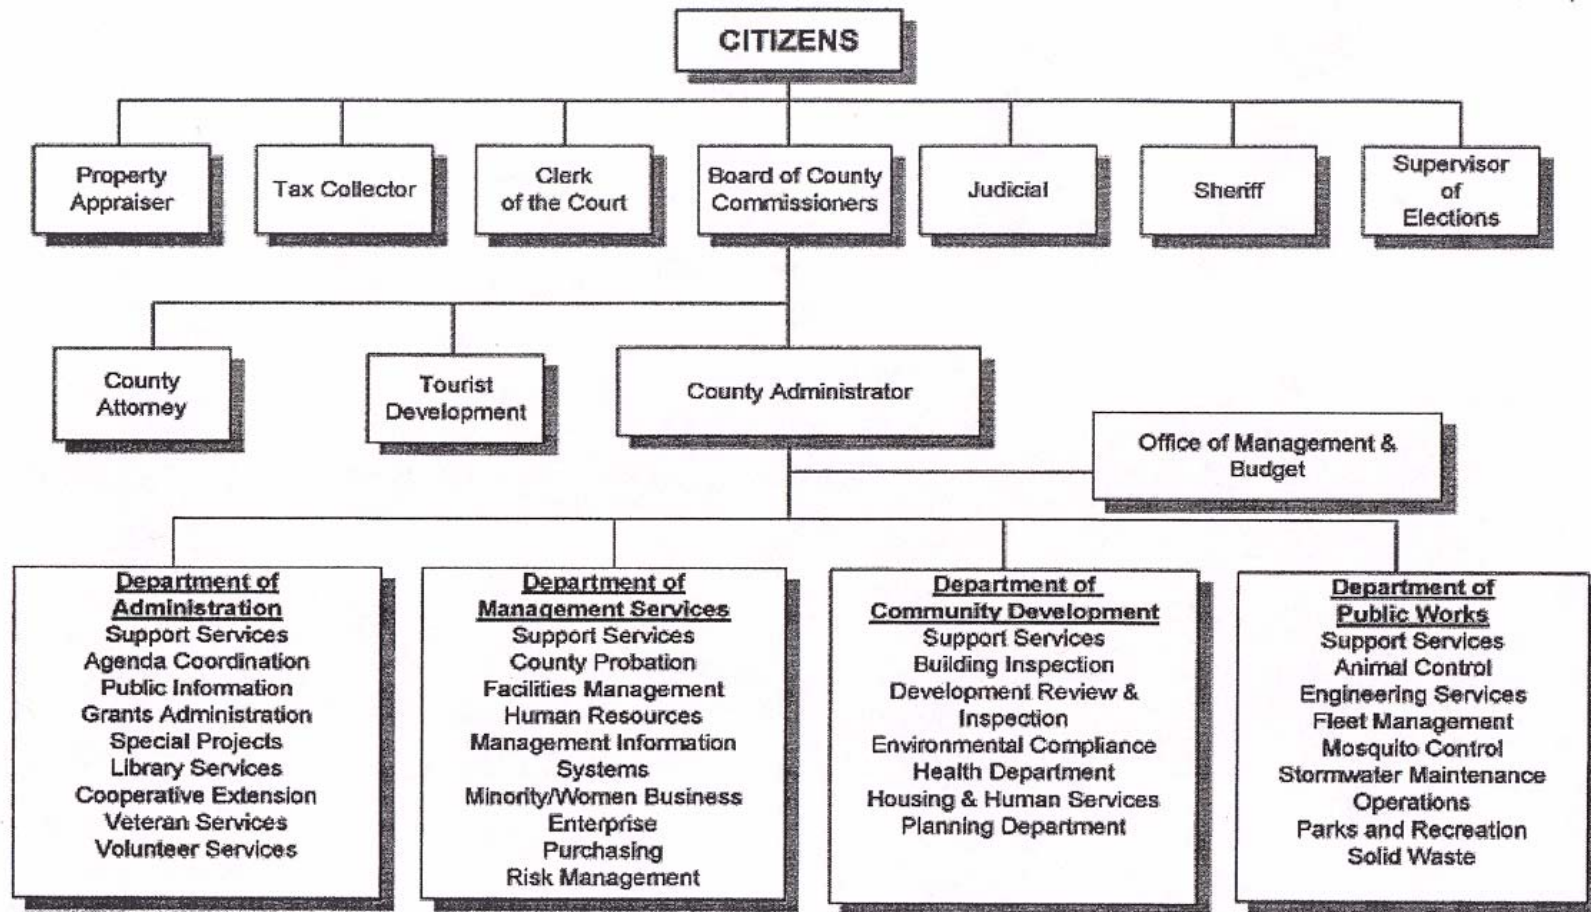 CITIZENS
Property
Appraiser
Tax Collector
Clerk
of the Court
Board of County
Commissioners
Judicial
Sheriff
Supervisor
of
Elections
County
Attorney
Tourist
Development
County Administrator
Office of Management &
Budget
Department of
Administration
Support Services
Agenda Coordination
Public Information
Grants Administration
Special Projects
Library Services
Cooperative Extension
Veteran Services
Volunteer Services
Department of
Management Services
Support Services
County Probation
Facilities Management
Human Resources
Management Information
Systems
Minority/Women Business
Enterprise
Purchasing
Risk Management
Department of
Community Development
Support Services
Building Inspection
Development Review &
Inspection
Environmental Compliance
Health Department
Housing & Human Services
Planning Department
Department of
Public Works
Support Services
Animal Control
Engineering Services
Fleet Management
Mosquito Control
Stormwater Maintenance
Operations
Parks and Recreation
Solid Waste